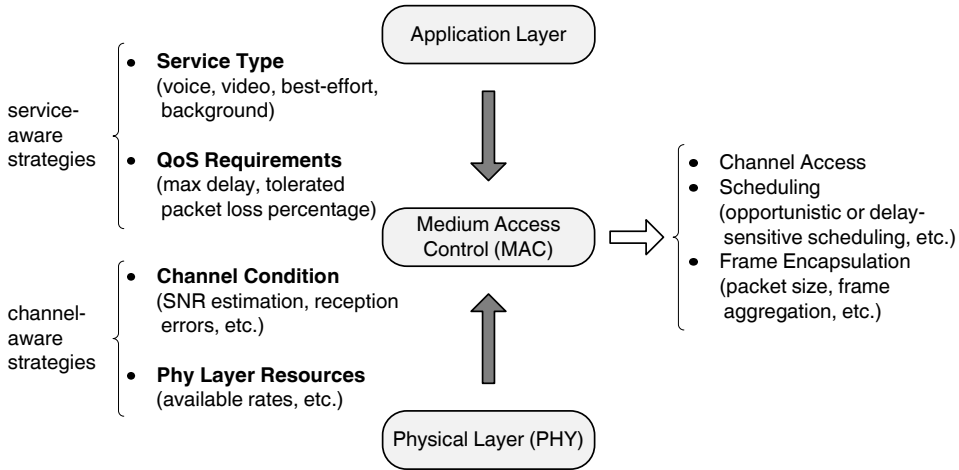 Application Layer
service-
aware
strategies
• Service Type
(voice, video, best-effort,
background)
• QoS Requirements
(max delay, tolerated
packet loss percentage)
Medium Access
Control (MAC)
• Channel Access
• Scheduling
(opportunistic or delay-
sensitive scheduling, etc.)
• Frame Encapsulation
(packet size, frame
aggregation, etc.)
channel-
aware
strategies
• Channel Condition
(SNR estimation, reception
errors, etc.)
• Phy Layer Resources
(available rates, etc.)
Physical Layer (PHY)